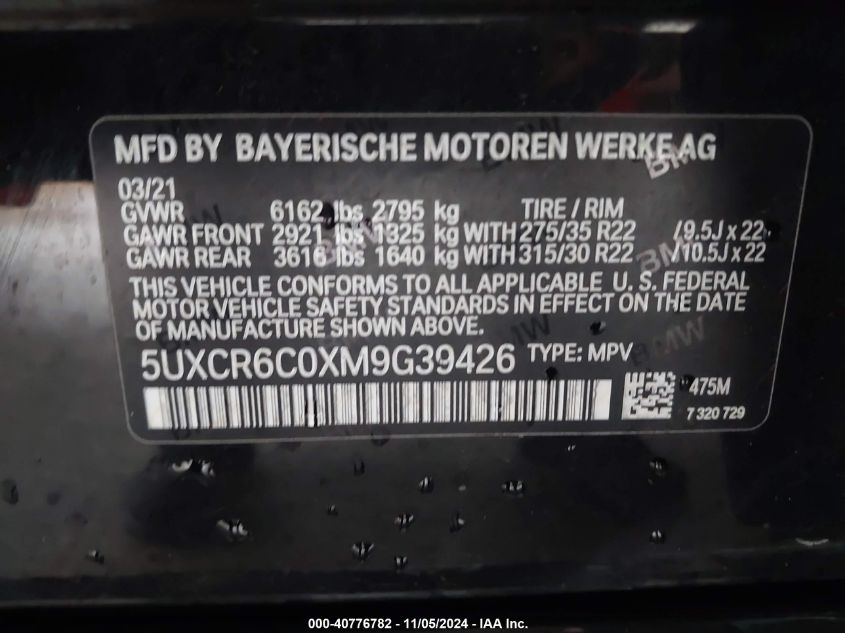 MFD BY BAYERISCHE MOTOREN WERKE AG
03/21
GVWR 6162 lbs 2795 kg TIRE / RIM
GAWR FRONT 2921 lbs 1325 kg WITH 275/35 R22 /9.5J x 22
GAWR REAR 3616 lbs 1640 kg WITH 315/30 R22 /10.5J x 22
THIS VEHICLE CONFORMS TO ALL APPLICABLE U. S. FEDERAL
MOTOR VEHICLE SAFETY STANDARDS IN EFFECT ON THE DATE
OF MANUFACTURE SHOWN ABOVE.
5UXCR6C0XM9G39426 TYPE: MPV
475M
7 320 729
000-40776782 - 11/05/2024 - IAA Inc.